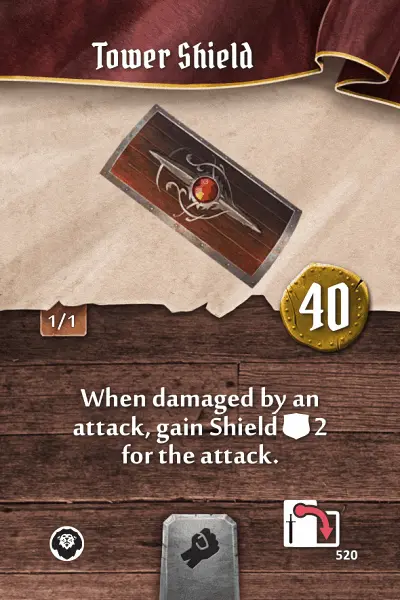 Tower Shield
1/1
40
When damaged by an
attack, gain Shield 2
for the attack.
520